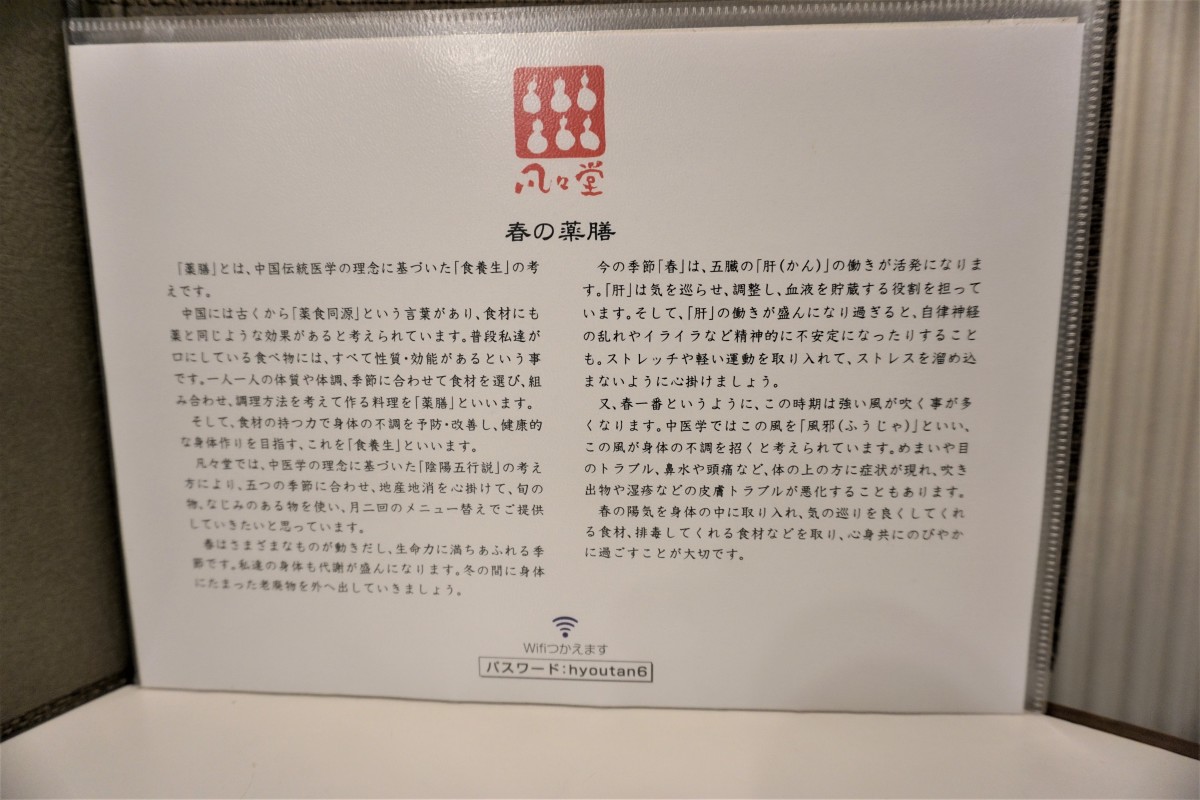 凡々堂
春の薬膳
「薬膳」とは、中国伝統医学の理念に基づいた「食養生」の考
えです。
中国には古くから「薬食同源」という言葉があり、食材にも
薬と同じような効果があると考えられています。普段私達が
口にしている食べ物には、すべて性質・効能があるという事
です。一人一人の体質や体調、季節に合わせて食材を選び、組
み合わせ、調理方法を考えて作る料理を「薬膳」といいます。
そして、食材の持つ力で身体の不調を予防・改善し、健康的
な身体作りを目指す、これを「食養生」といいます。
凡々堂では、中医学の理念に基づいた「陰陽五行説」の考え
方により、五つの季節に合わせ、地産地消を心掛けて、旬の
物。なじみのある物を使い、月二回のメニュー替えでご提供
していきたいと思っています。
春はさまざまなものが動きだし、生命力に満ちあふれる季
節です。私達の身体も代謝が盛んになります。冬の間に身体
にたまった老廃物を外へ出していきましょう。
今の季節「春」は、五臓の「肝(かん)」の働きが活発になりま
す。「肝」は気を巡らせ、調整し、血液を貯蔵する役割を担って
います。そして、「肝」の働きが盛んになり過ぎると、自律神経
の乱れやイライラなど精神的に不安定になったりすること
も。ストレッチや軽い運動を取り入れて、ストレスを溜め込
まないように心掛けましょう。
又、春一番というように、この時期は強い風が吹く事が多
くなります。中医学ではこの風を「風邪(ふうじゃ)」といい、
この風が身体の不調を招くと考えられています。めまいや目
のトラブル、鼻水や頭痛など、体の上の方に症状が現れ、吹き
出物や湿疹などの皮膚トラブルが悪化することもあります。
春の陽気を身体の中に取り入れ、気の巡りを良くしてくれ
る食材、排毒してくれる食材などを取り、心身共にのびやか
に過ごすことが大切です。
Wifiつかえます
パスワード:hyoutan6